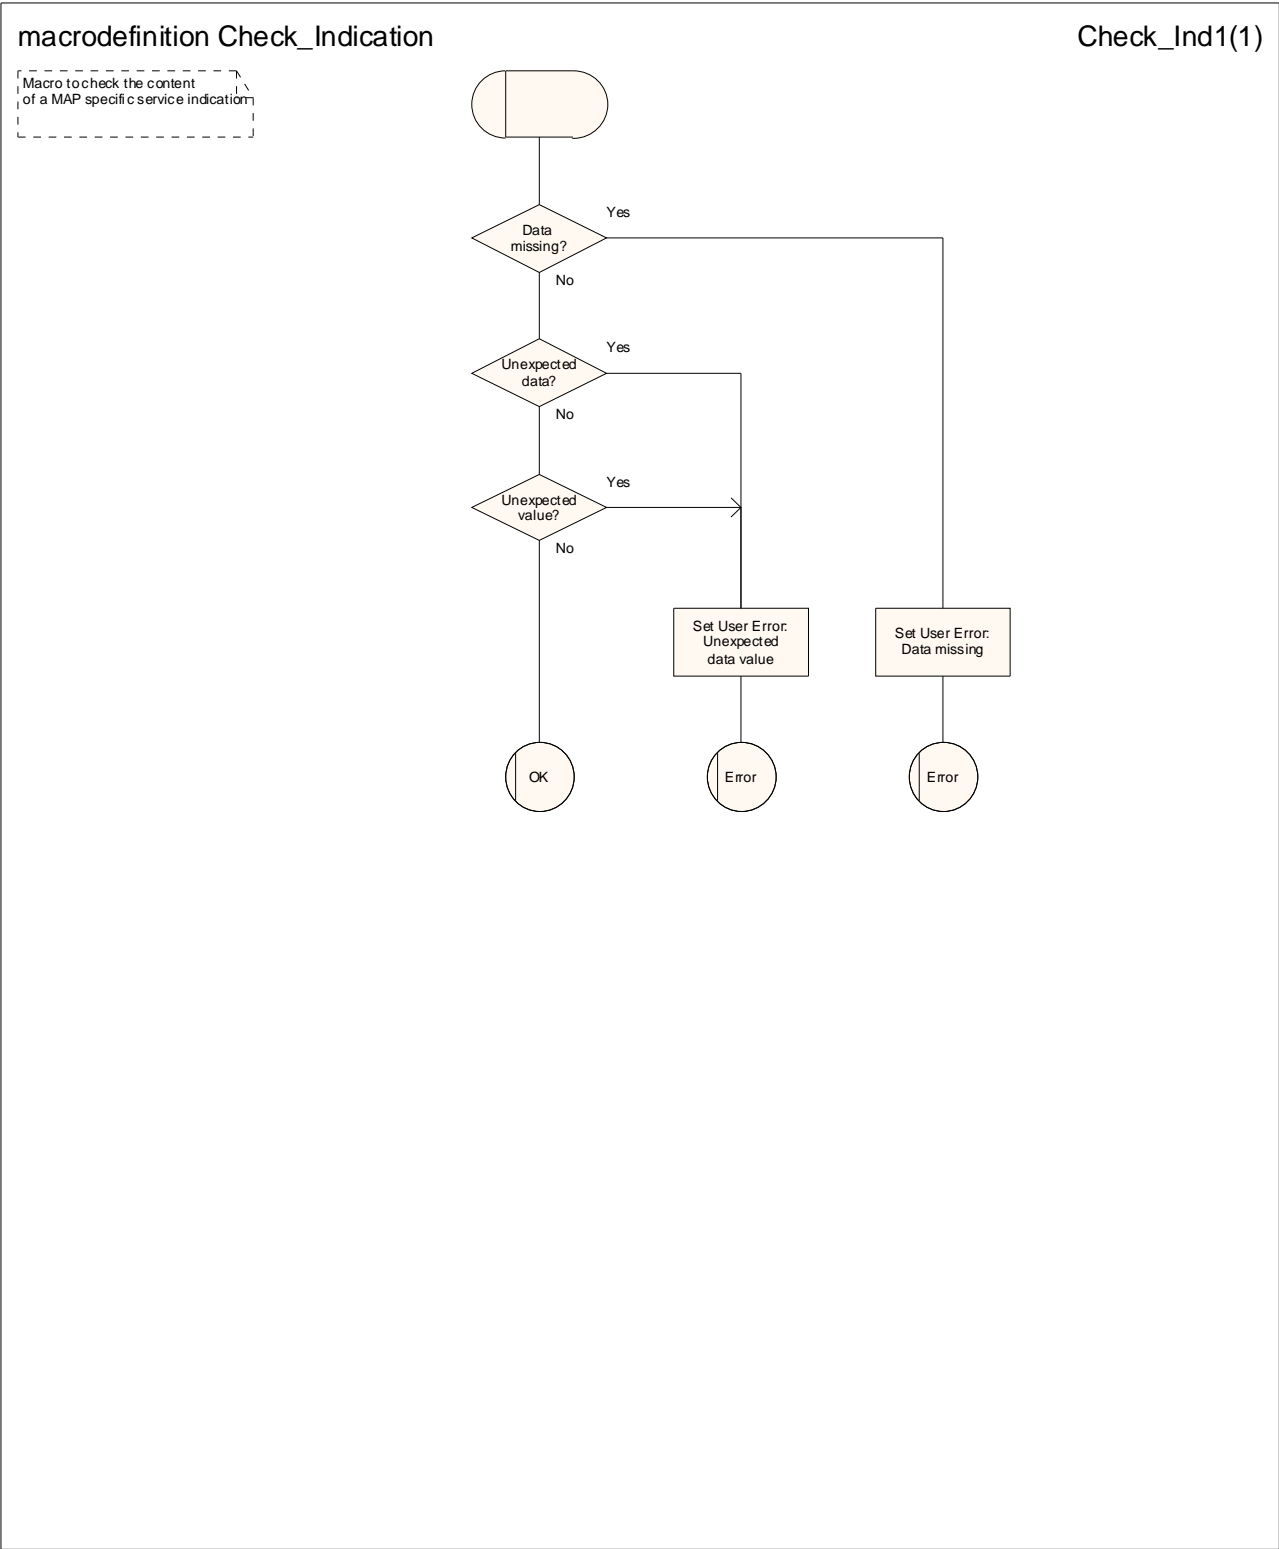 macrodefinition Check_Indication
Check_Ind1(1)
Macro to check the content
of a MAP specific service indication
Yes
Data
missing?
No
Yes
Unexpected
data?
No
Yes
Unexpected
value?
No
Set User Error:
Unexpected
data value
Set User Error:
Data missing
OK
Error
Error